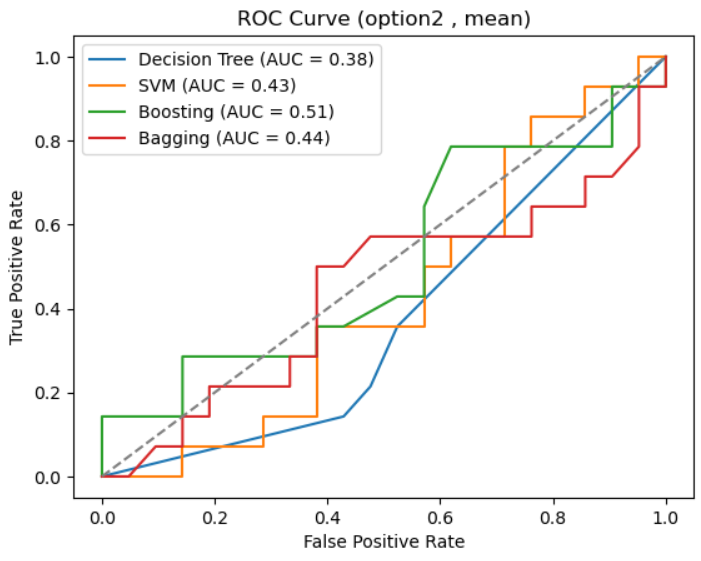 ROC Curve (option2 , mean)
Decision Tree (AUC = 0.38)
SVM (AUC = 0.43)
Boosting (AUC = 0.51)
Bagging (AUC = 0.44)
True Positive Rate
1.0
0.8
0.6
0.4
0.2
0.0
0.0 0.2 0.4 0.6 0.8 1.0
False Positive Rate